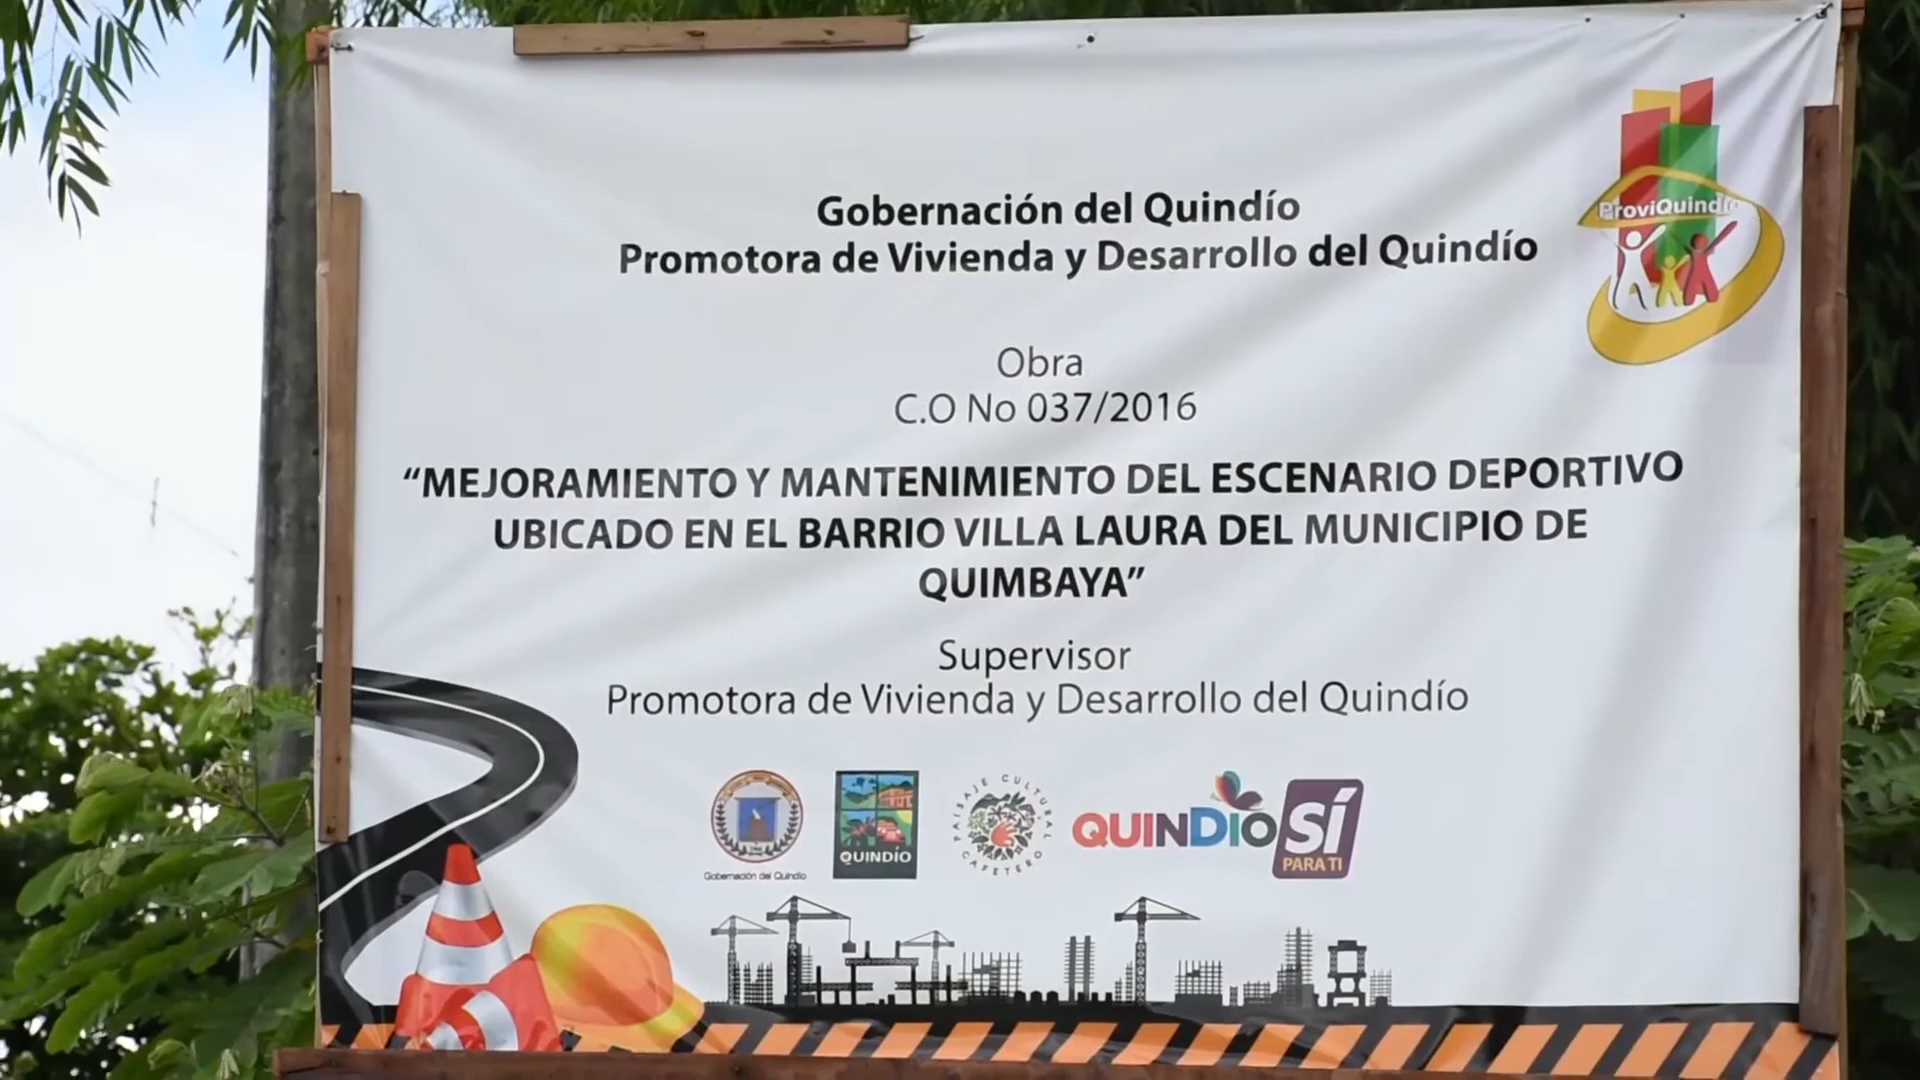 Gobernación del Quindío
Promotora de Vivienda y Desarrollo del Quindío
ProviQuindío
Obra
C.O No 037/2016
“MEJORAMIENTO Y MANTENIMIENTO DEL ESCENARIO DEPORTIVO
UBICADO EN EL BARRIO VILLA LAURA DEL MUNICIPIO DE
QUIMBAYA”
Supervisor
Promotora de Vivienda y Desarrollo del Quindío
Gobernación del Quindío
QUINDÍO
PAISAJE CULTURAL CAFETERO
QUINDIO SÍ
PARA TI